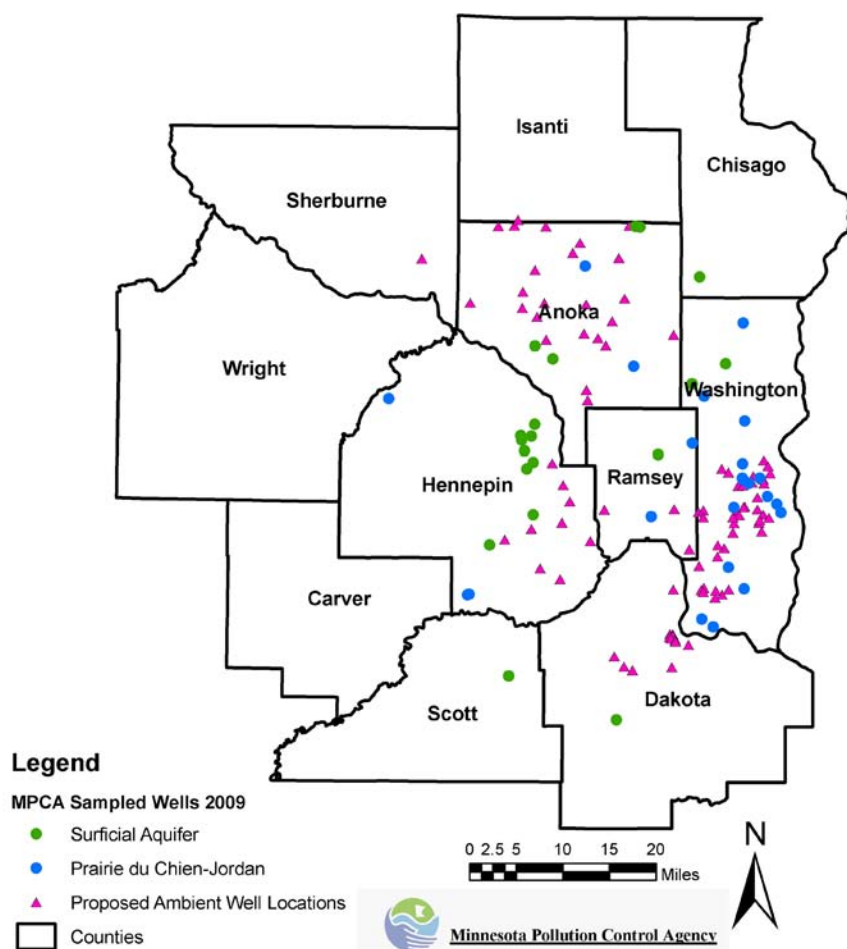 Isanti
Chisago
Sherburne
Anoka
Wright
Washington
Ramsey
Hennepin
Carver
Dakota
Scott
Legend
MPCA Sampled Wells 2009
Surficial Aquifer
Prairie du Chien-Jordan
Proposed Ambient Well Locations
Counties
0 2.5 5 10 15 20
Miles
N
Minnesota Pollution Control Agency